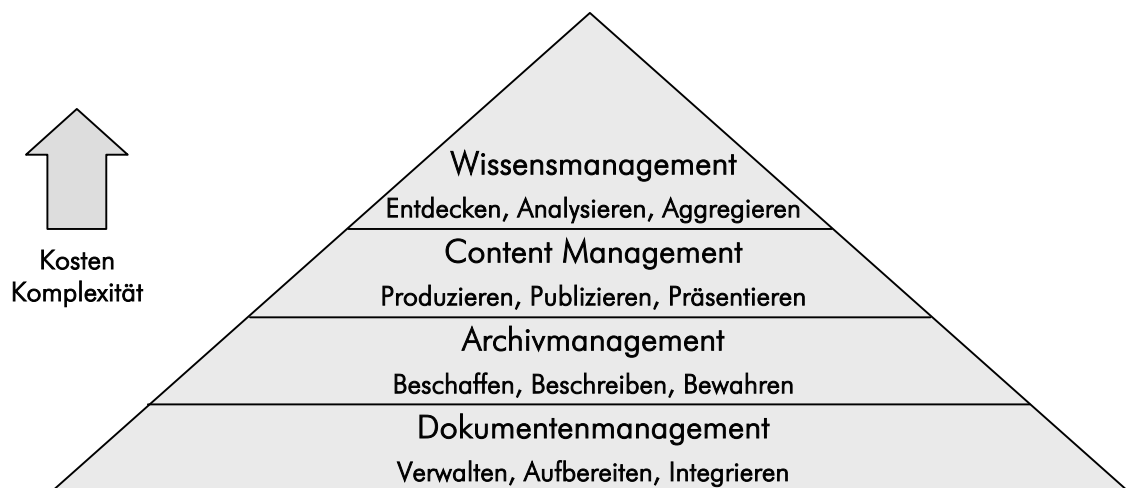 Wissensmanagement
Entdecken, Analysieren, Aggregieren
Content Management
Produzieren, Publizieren, Präsentieren
Archivmanagement
Beschaffen, Beschreiben, Bewahren
Dokumentenmanagement
Verwalten, Aufbereiten, Integrieren
Kosten
Komplexität